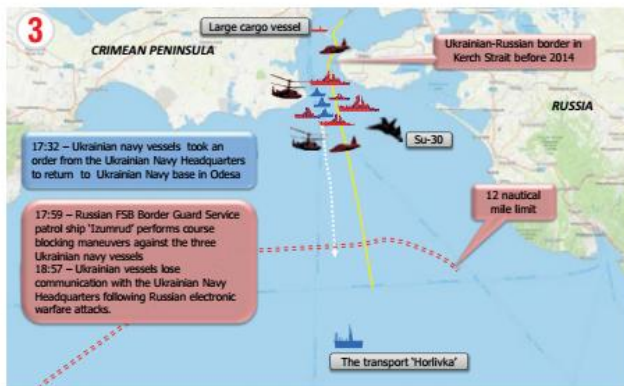 3
Large cargo vessel
CRIMEAN PENINSULA
Ukrainian-Russian border in
Kerch Strait before 2014
RUSSIA
Su-30
17:32 – Ukrainian navy vessels took an
order from the Ukrainian Navy Headquarters
to return to Ukrainian Navy base in Odesa
12 nautical
mile limit
17:59 – Russian FSB Border Guard Service
patrol ship ‘Izumrud’ performs course
blocking maneuvers against the three
Ukrainian navy vessels
18:57 – Ukrainian vessels lose
communication with the Ukrainian Navy
Headquarters following Russian electronic
warfare attacks.
The transport ‘Horlivka’